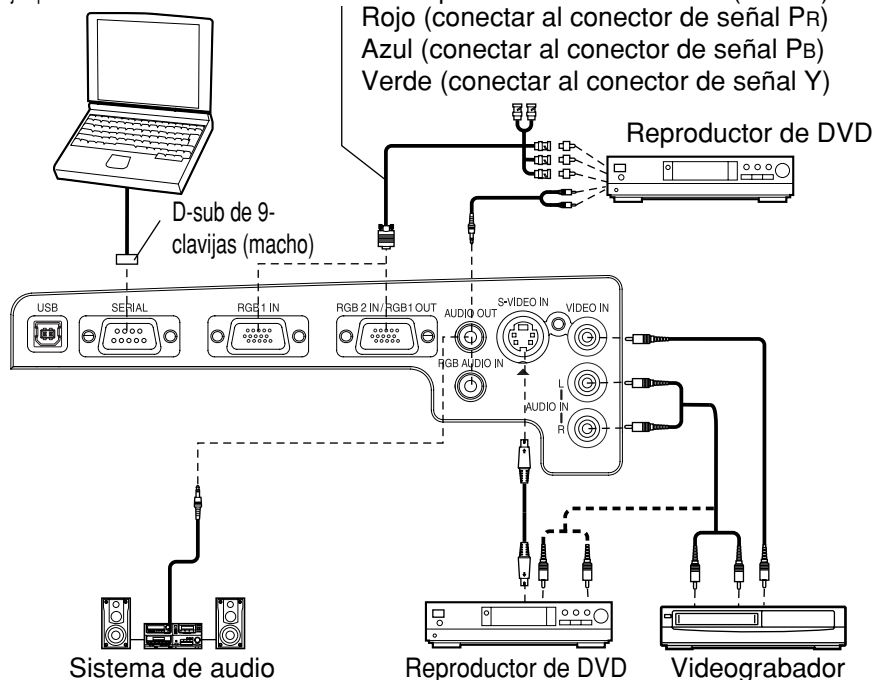 Rojo (conectar al conector de señal PR)
Azul (conectar al conector de señal PB)
Verde (conectar al conector de señal Y)
Reproductor de DVD
D-sub de 9-
clavijas (macho)
USB
SERIAL
RGB 1 IN
RGB 2 IN/RGB1 OUT
AUDIO OUT
S-VIDEO IN
VIDEO IN
RGB AUDIO IN
L
AUDIO IN
R
Sistema de audio
Reproductor de DVD
Videograbador